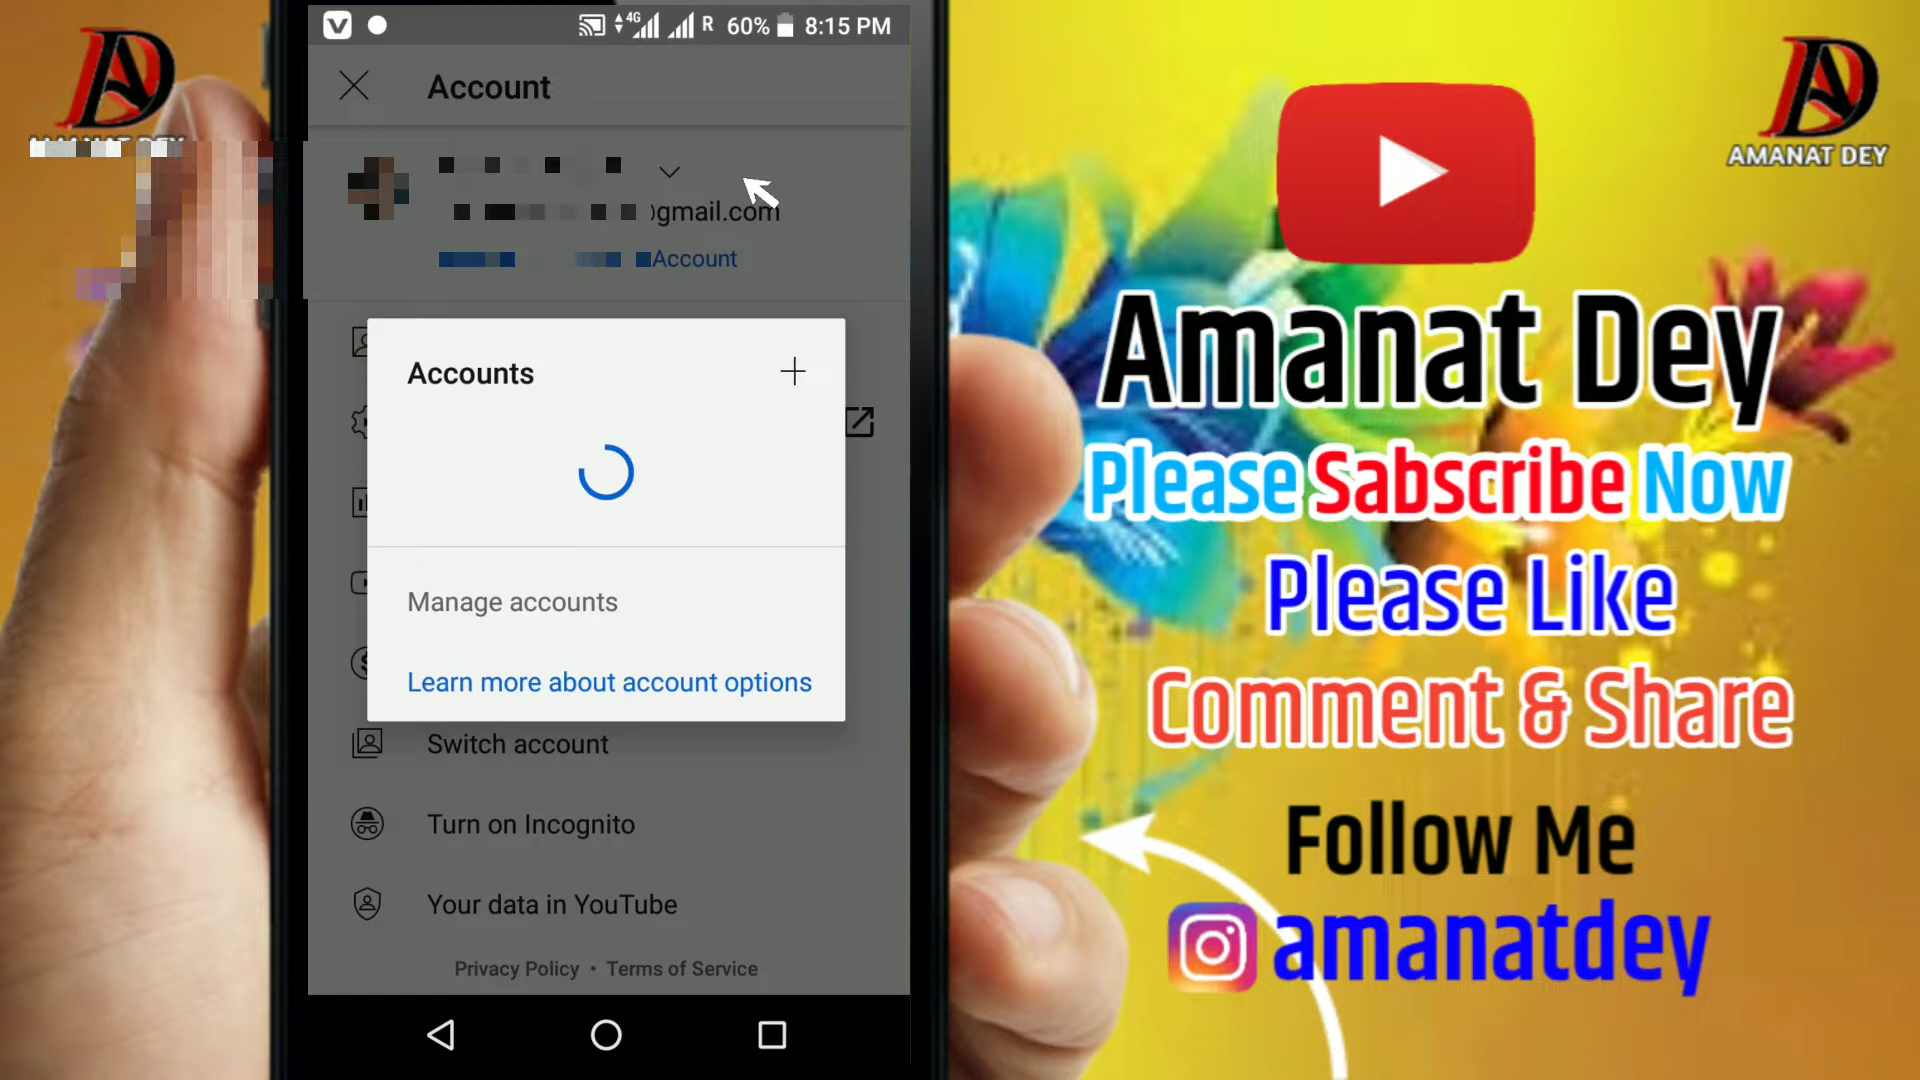 4G
R
60%
8:15 PM
Account
@gmail.com
Account
Accounts
Manage accounts
Learn more about account options
Switch account
Turn on Incognito
Your data in YouTube
Privacy Policy • Terms of Service
AMANAT DEY
Amanat Dey
Please Sabscribe Now
Please Like
Comment & Share
Follow Me
amanatdey